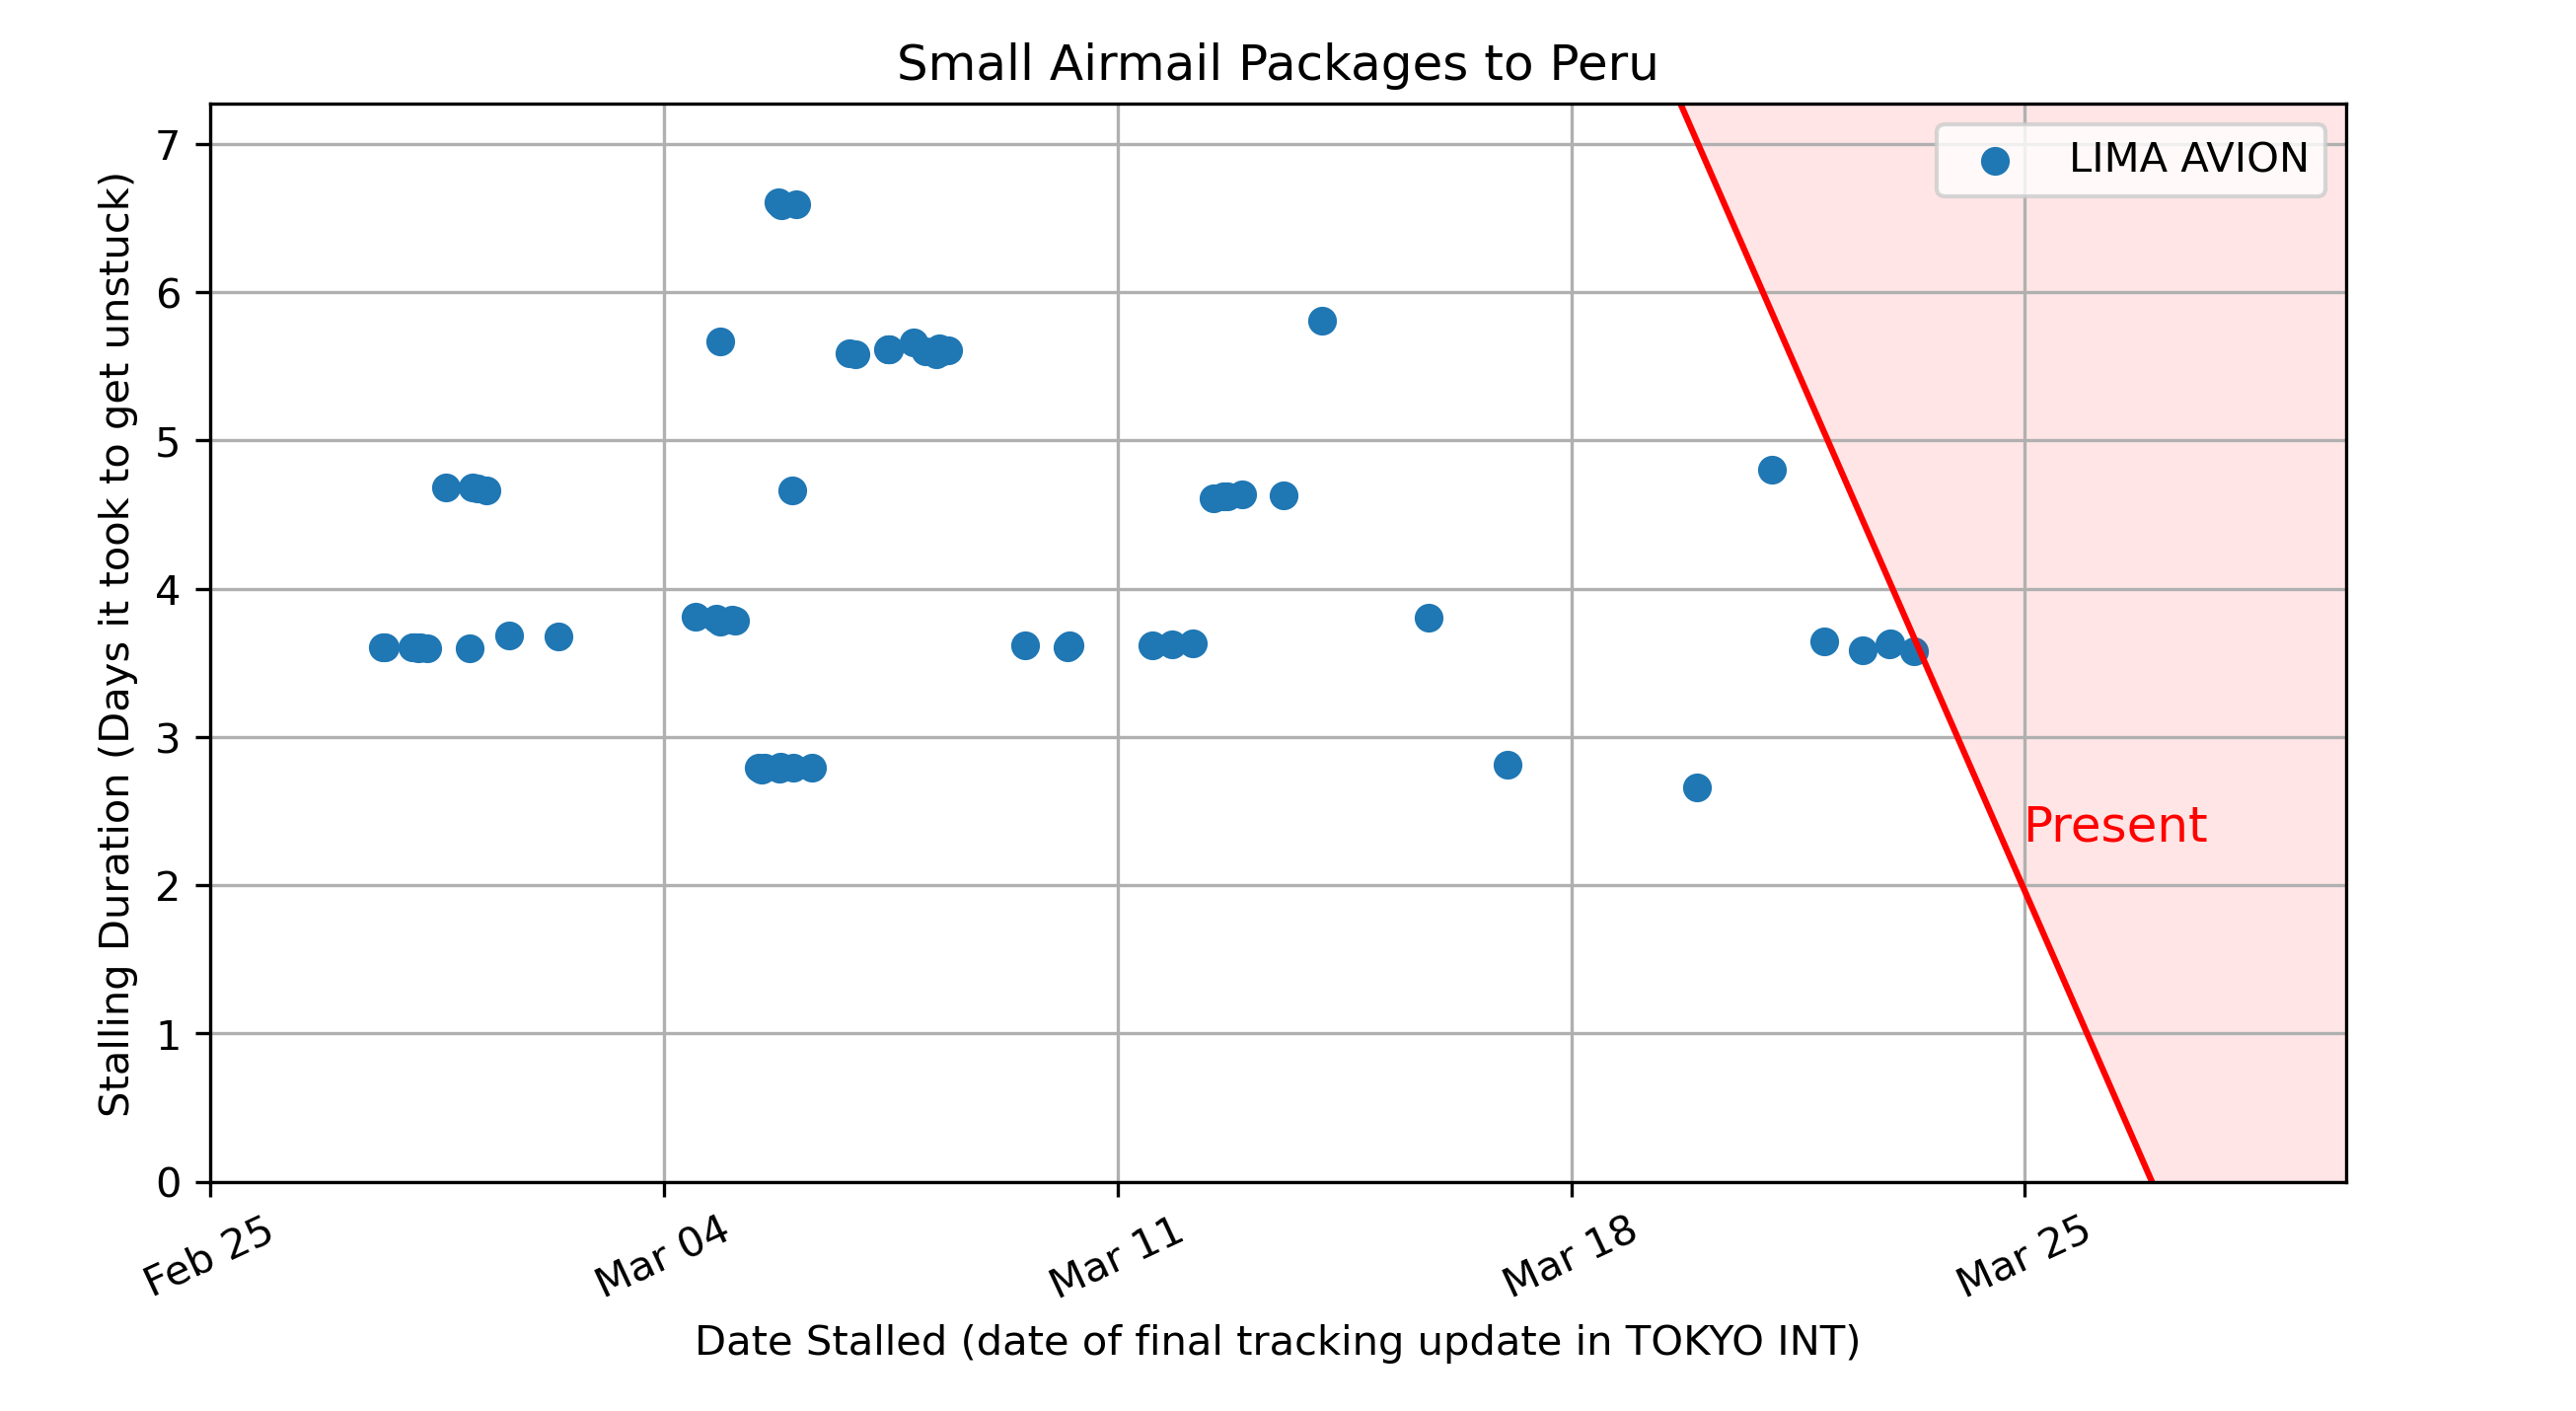 Small Airmail Packages to Peru
LIMA AVION
Stalling Duration (Days it took to get unstuck)
7
6
5
4
3
2
1
0
Present
Feb 25
Mar 04
Mar 11
Mar 18
Mar 25
Date Stalled (date of final tracking update in TOKYO INT)